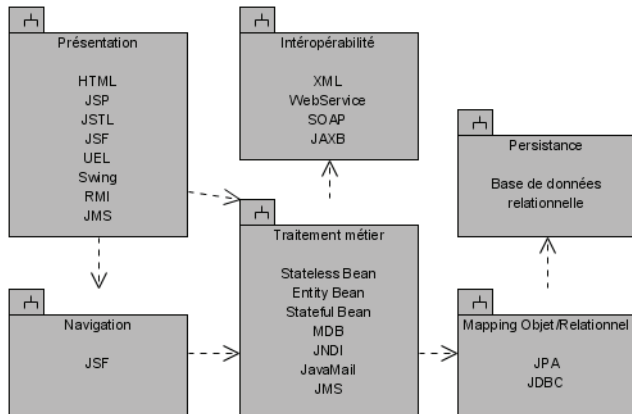 Présentation
HTML
JSP
JSTL
JSF
UEL
Swing
RMI
JMS
Intéropérabilité
XML
WebService
SOAP
JAXB
Persistance
Base de données
relationnelle
Traitement métier
Stateless Bean
Entity Bean
Stateful Bean
MDB
JNDI
JavaMail
JMS
Navigation
JSF
Mapping Objet/Relationnel
JPA
JDBC